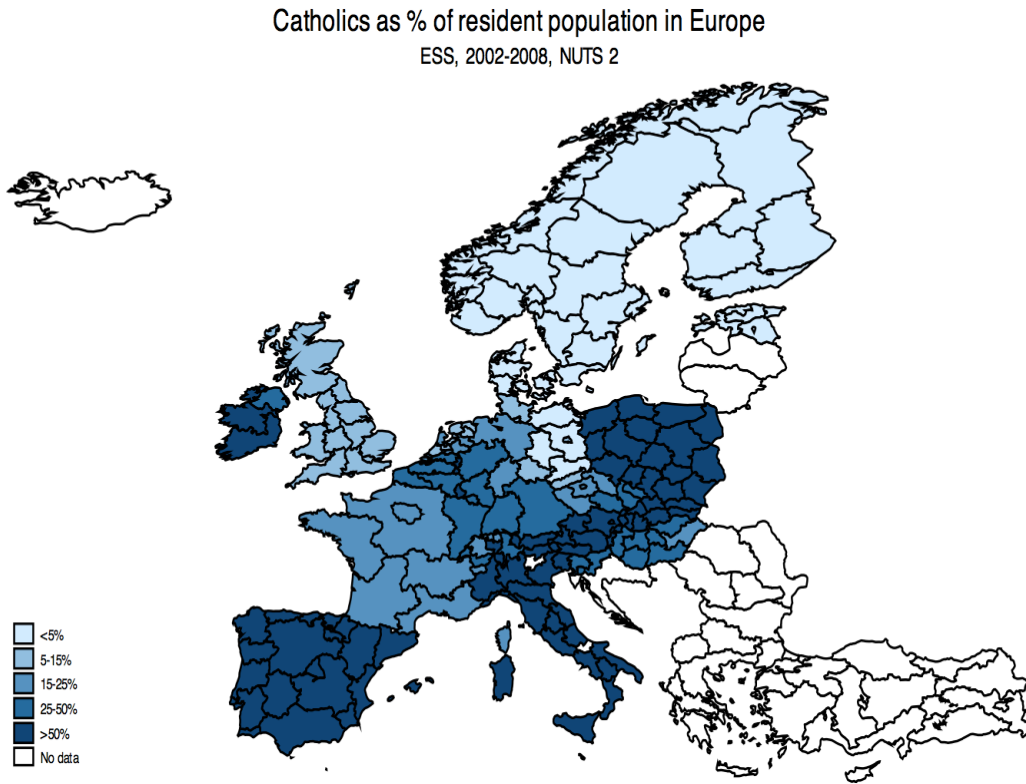 Catholics as % of resident population in Europe
ESS, 2002-2008, NUTS 2
<5%
5-15%
15-25%
25-50%
>50%
No data